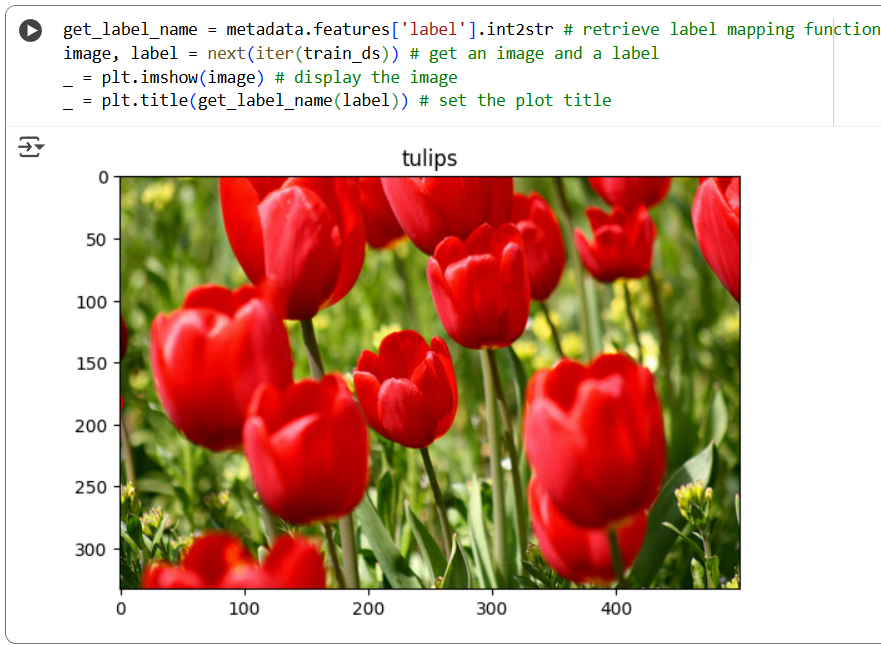 get_label_name = metadata.features['label'].int2str # retrieve label mapping function
image, label = next(iter(train_ds)) # get an image and a label
_ = plt.imshow(image) # display the image
_ = plt.title(get_label_name(label)) # set the plot title
tulips
0
50
100
150
200
250
300
0 100 200 300 400